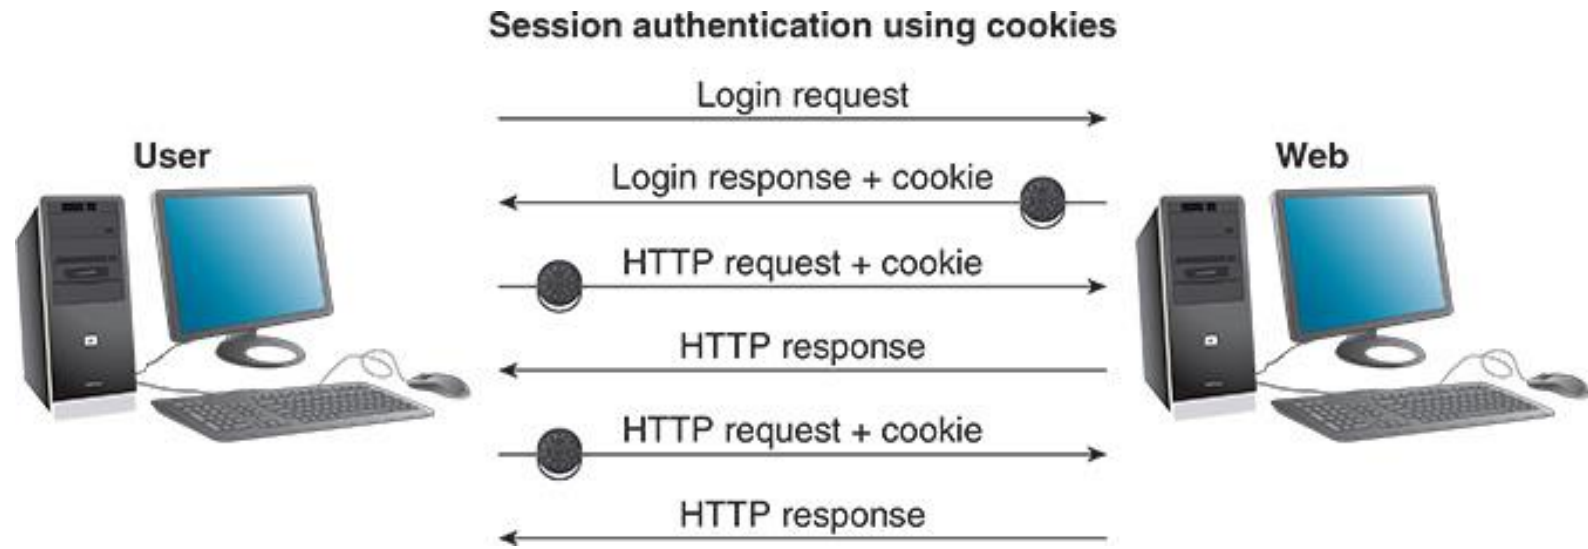 Session authentication using cookies
Login request
User
Web
Login response + cookie
HTTP request + cookie
HTTP response
HTTP request + cookie
HTTP response